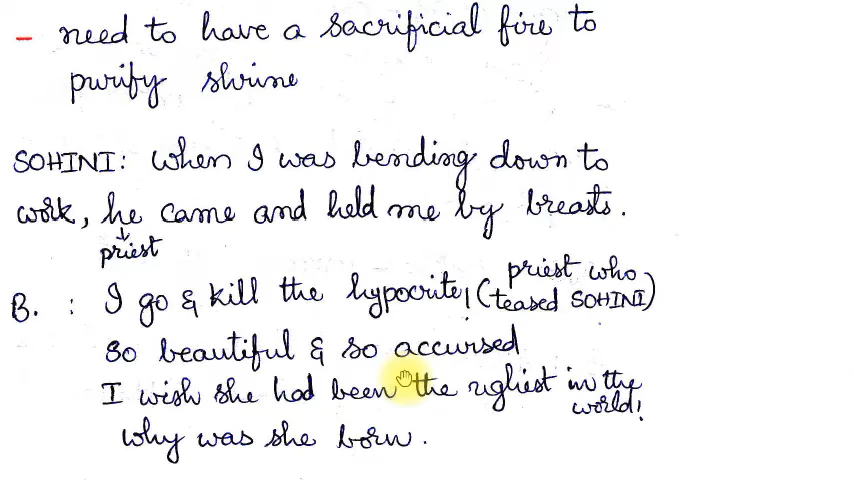 - need to have a sacrificial fire to
purify shrine
SOHINI: when I was bending down to
work, he came and held me by breasts.
↓
priest
B. : I go & kill the hypocrite! (priest who
teased SOHINI)
so beautiful & so accursed
I wish she had been the ugliest in the
world!
why was she born.